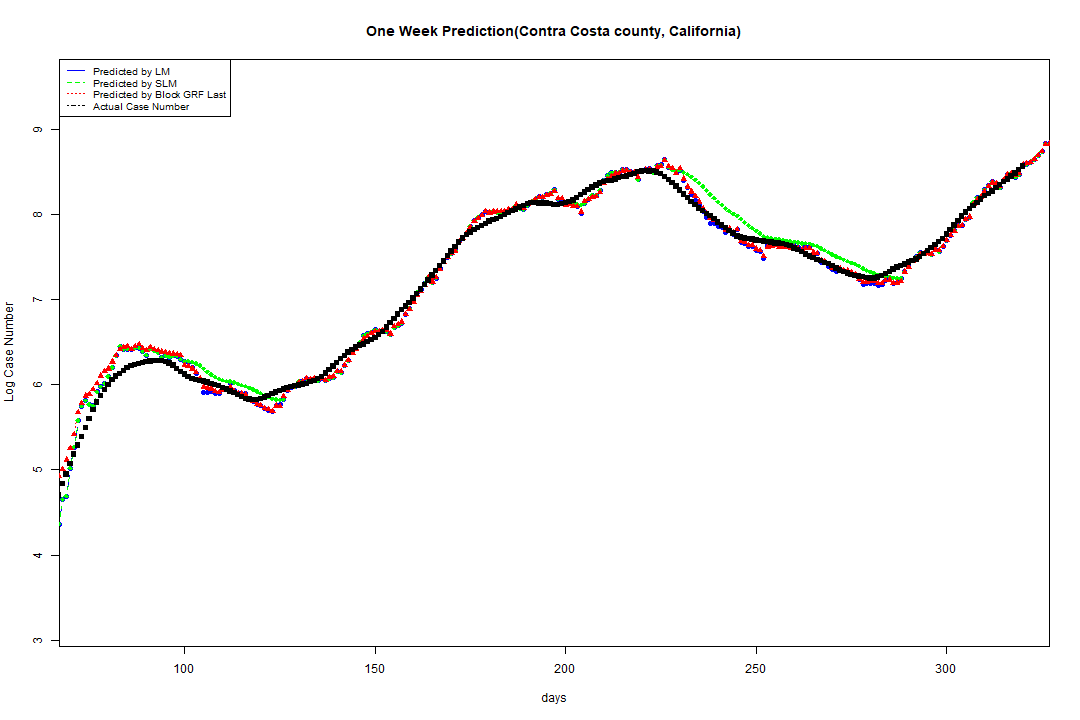 One Week Prediction(Contra Costa county, California)
Predicted by LM
Predicted by SLM
Predicted by Block GRF Last
Actual Case Number
9
8
7
6
5
4
3
Log Case Number
100 150 200 250 300
days